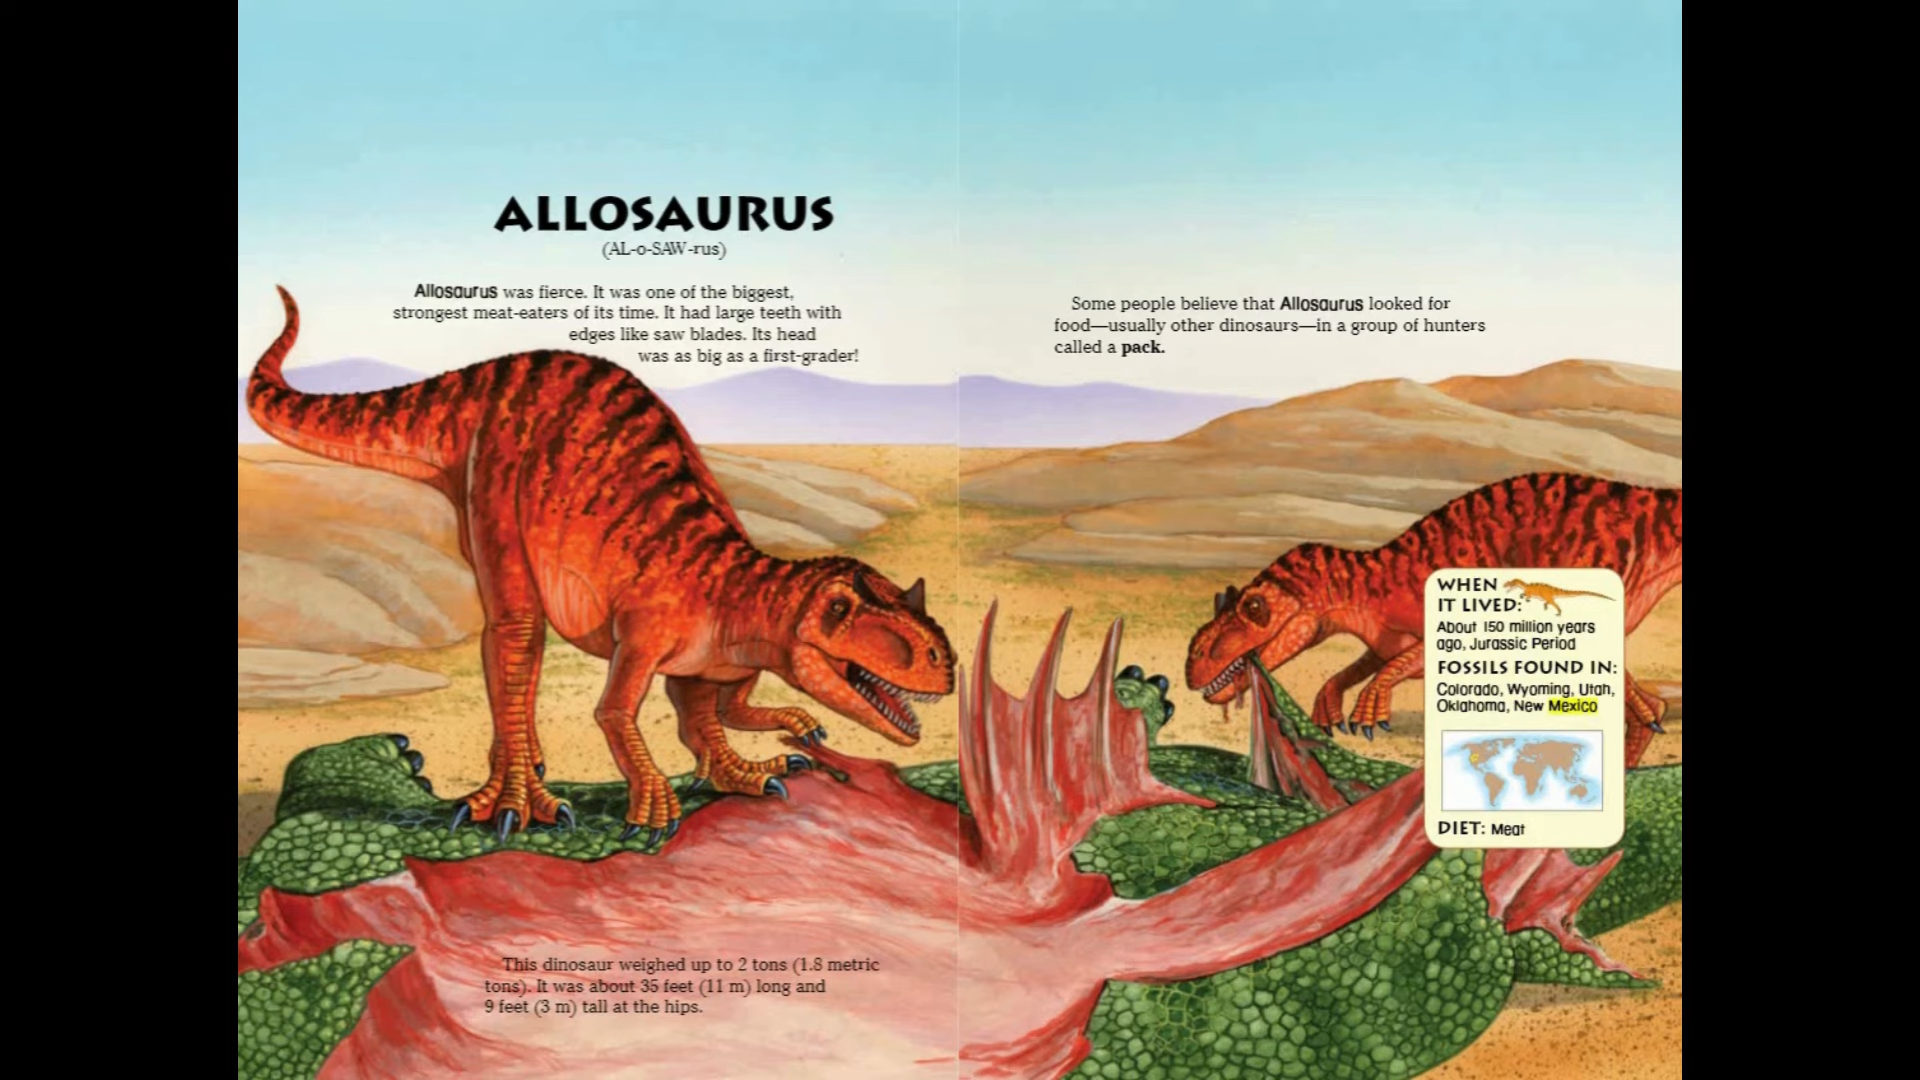 ALLOSAURUS
(AL-o-SAW-rus)
Allosaurus was fierce. It was one of the biggest,
strongest meat-eaters of its time. It had large teeth with
edges like saw blades. Its head
was as big as a first-grader!
This dinosaur weighed up to 2 tons (1.8 metric
tons). It was about 35 feet (11 m) long and
9 feet (3 m) tall at the hips.
Some people believe that Allosaurus looked for
food—usually other dinosaurs—in a group of hunters
called a pack.
WHEN
IT LIVED:
About 150 million years
ago, Jurassic Period
FOSSILS FOUND IN:
Colorado, Wyoming, Utah,
Oklahoma, New Mexico
DIET: Meat